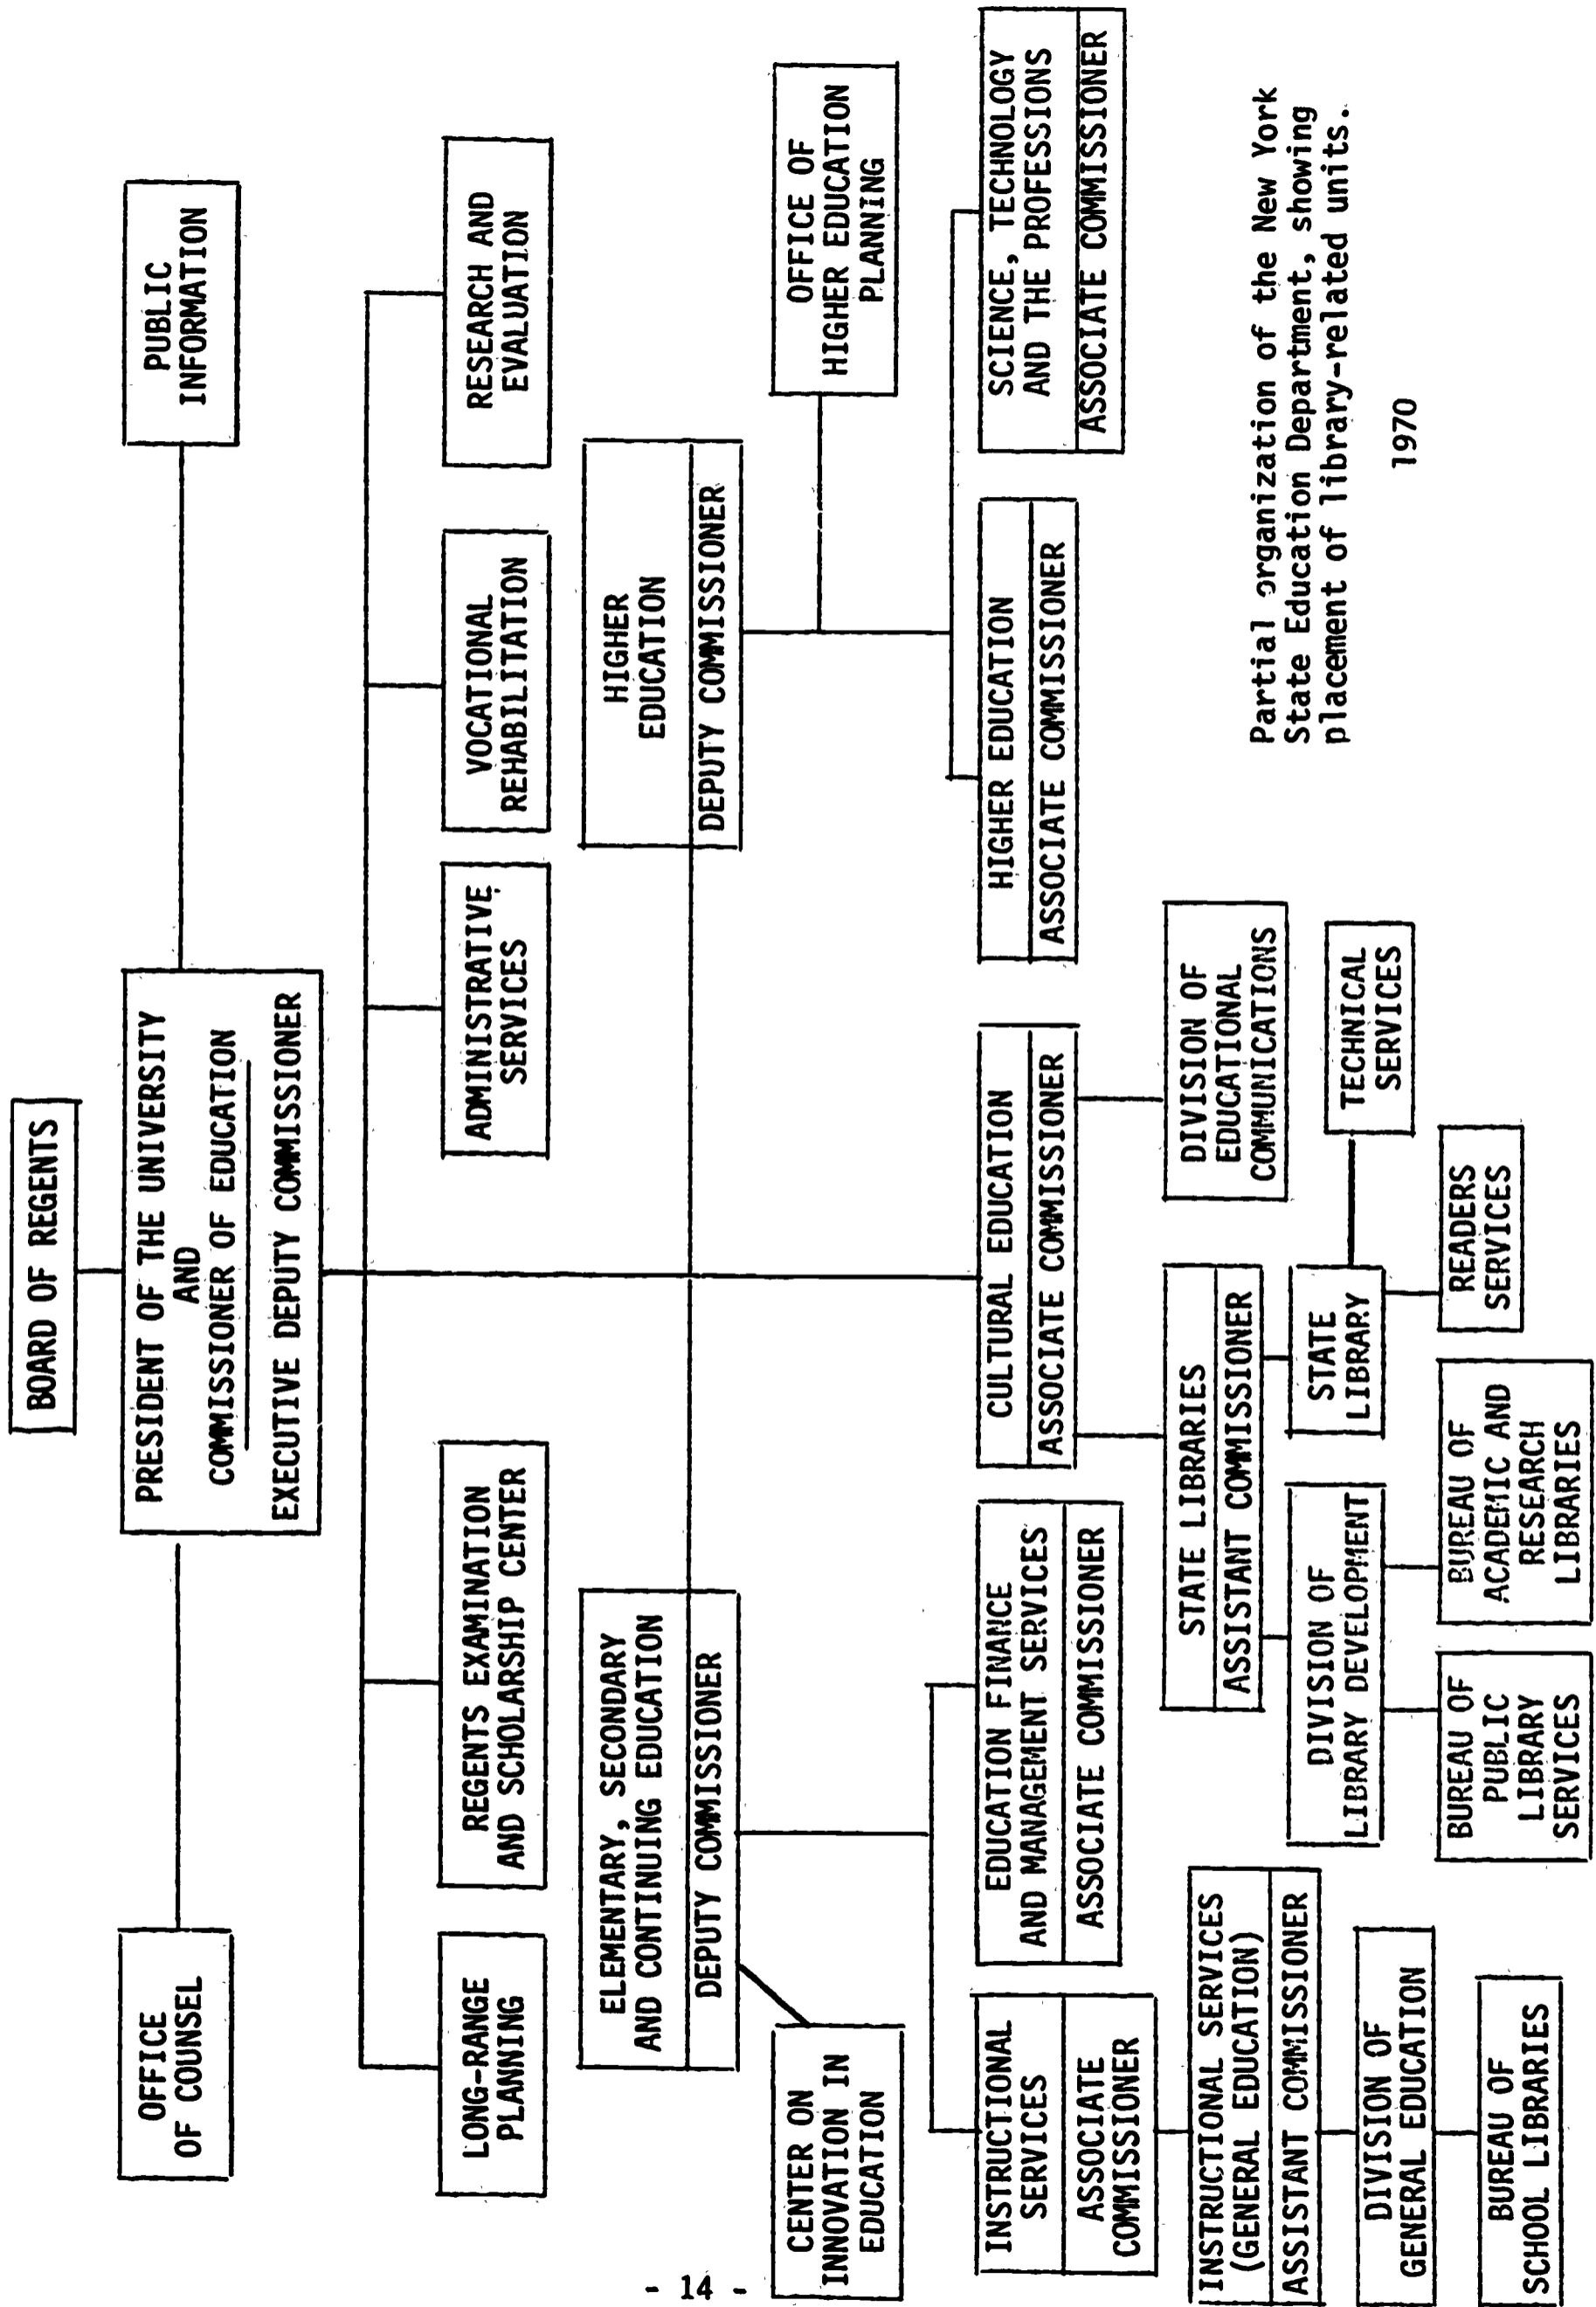 BOARD OF REGENTS
OFFICE
OF COUNSEL
PRESIDENT OF THE UNIVERSITY
AND
COMMISSIONER OF EDUCATION
EXECUTIVE DEPUTY COMMISSIONER
PUBLIC
INFORMATION
LONG-RANGE
PLANNING
REGENTS EXAMINATION
AND SCHOLARSHIP CENTER
ADMINISTRATIVE
SERVICES
VOCATIONAL
REHABILITATION
RESEARCH AND
EVALUATION
ELEMENTARY, SECONDARY
AND CONTINUING EDUCATION
DEPUTY COMMISSIONER
HIGHER
EDUCATION
DEPUTY COMMISSIONER
CENTER ON
INNOVATION IN
EDUCATION
OFFICE OF
HIGHER EDUCATION
PLANNING
INSTRUCTIONAL
SERVICES
ASSOCIATE
COMMISSIONER
EDUCATION FINANCE
AND MANAGEMENT SERVICES
ASSOCIATE COMMISSIONER
CULTURAL EDUCATION
ASSOCIATE COMMISSIONER
HIGHER EDUCATION
ASSOCIATE COMMISSIONER
SCIENCE, TECHNOLOGY
AND THE PROFESSIONS
ASSOCIATE COMMISSIONER
INSTRUCTIONAL SERVICES
(GENERAL EDUCATION)
ASSISTANT COMMISSIONER
STATE LIBRARIES
ASSISTANT COMMISSIONER
DIVISION OF
EDUCATIONAL
COMMUNICATIONS
DIVISION OF
GENERAL EDUCATION
DIVISION OF
LIBRARY DEVELOPMENT
STATE
LIBRARY
TECHNICAL
SERVICES
BUREAU OF
SCHOOL LIBRARIES
BUREAU OF
PUBLIC
LIBRARY
SERVICES
BUREAU OF
ACADEMIC AND
RESEARCH
LIBRARIES
READERS
SERVICES
Partial organization of the New York
State Education Department, showing
placement of library-related units.
1970
- 14 -